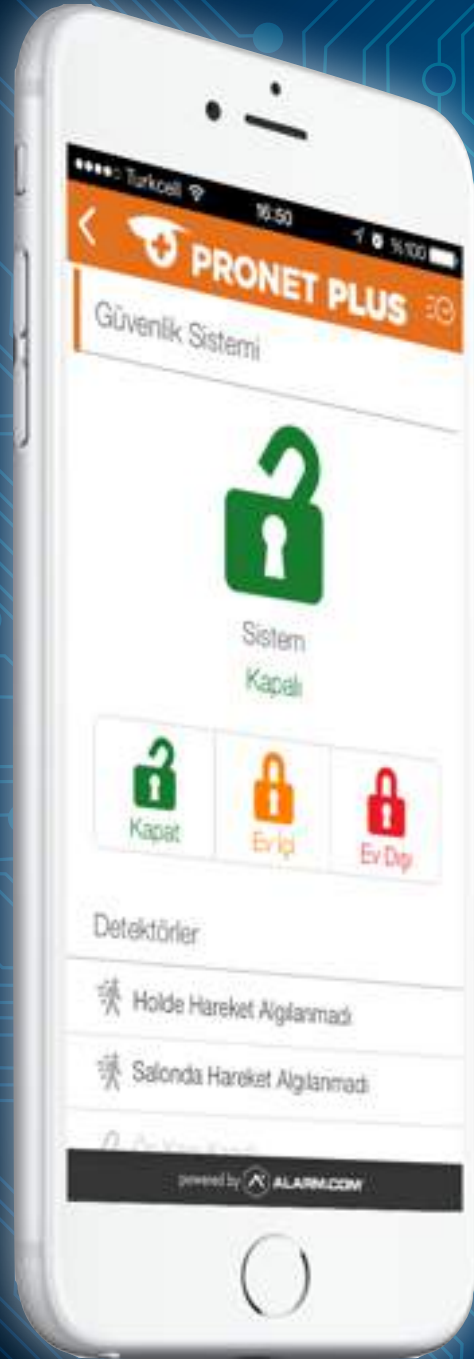 Turkcell 16:50 %100
PRONET PLUS
Güvenlik Sistemi
Sistem
Kapalı
Kapat Ev İçi Ev Dışı
Detektörler
Holde Hareket Algılanmadı
Salonda Hareket Algılanmadı
powered by ALARM.COM